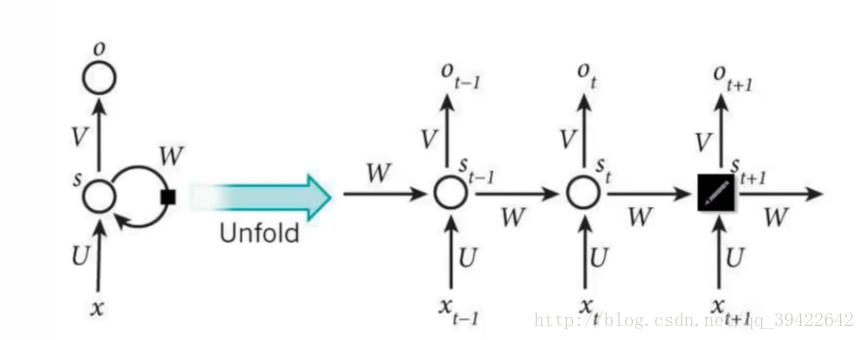 o
V
W
s
U
x
Unfold
o t−1
o t
o t+1
V
V
V
W
s t−1
s t
s t+1
W
W
W
U
U
U
x t−1
x t
x t+1
http://blog.csdn.net/qq_39422642